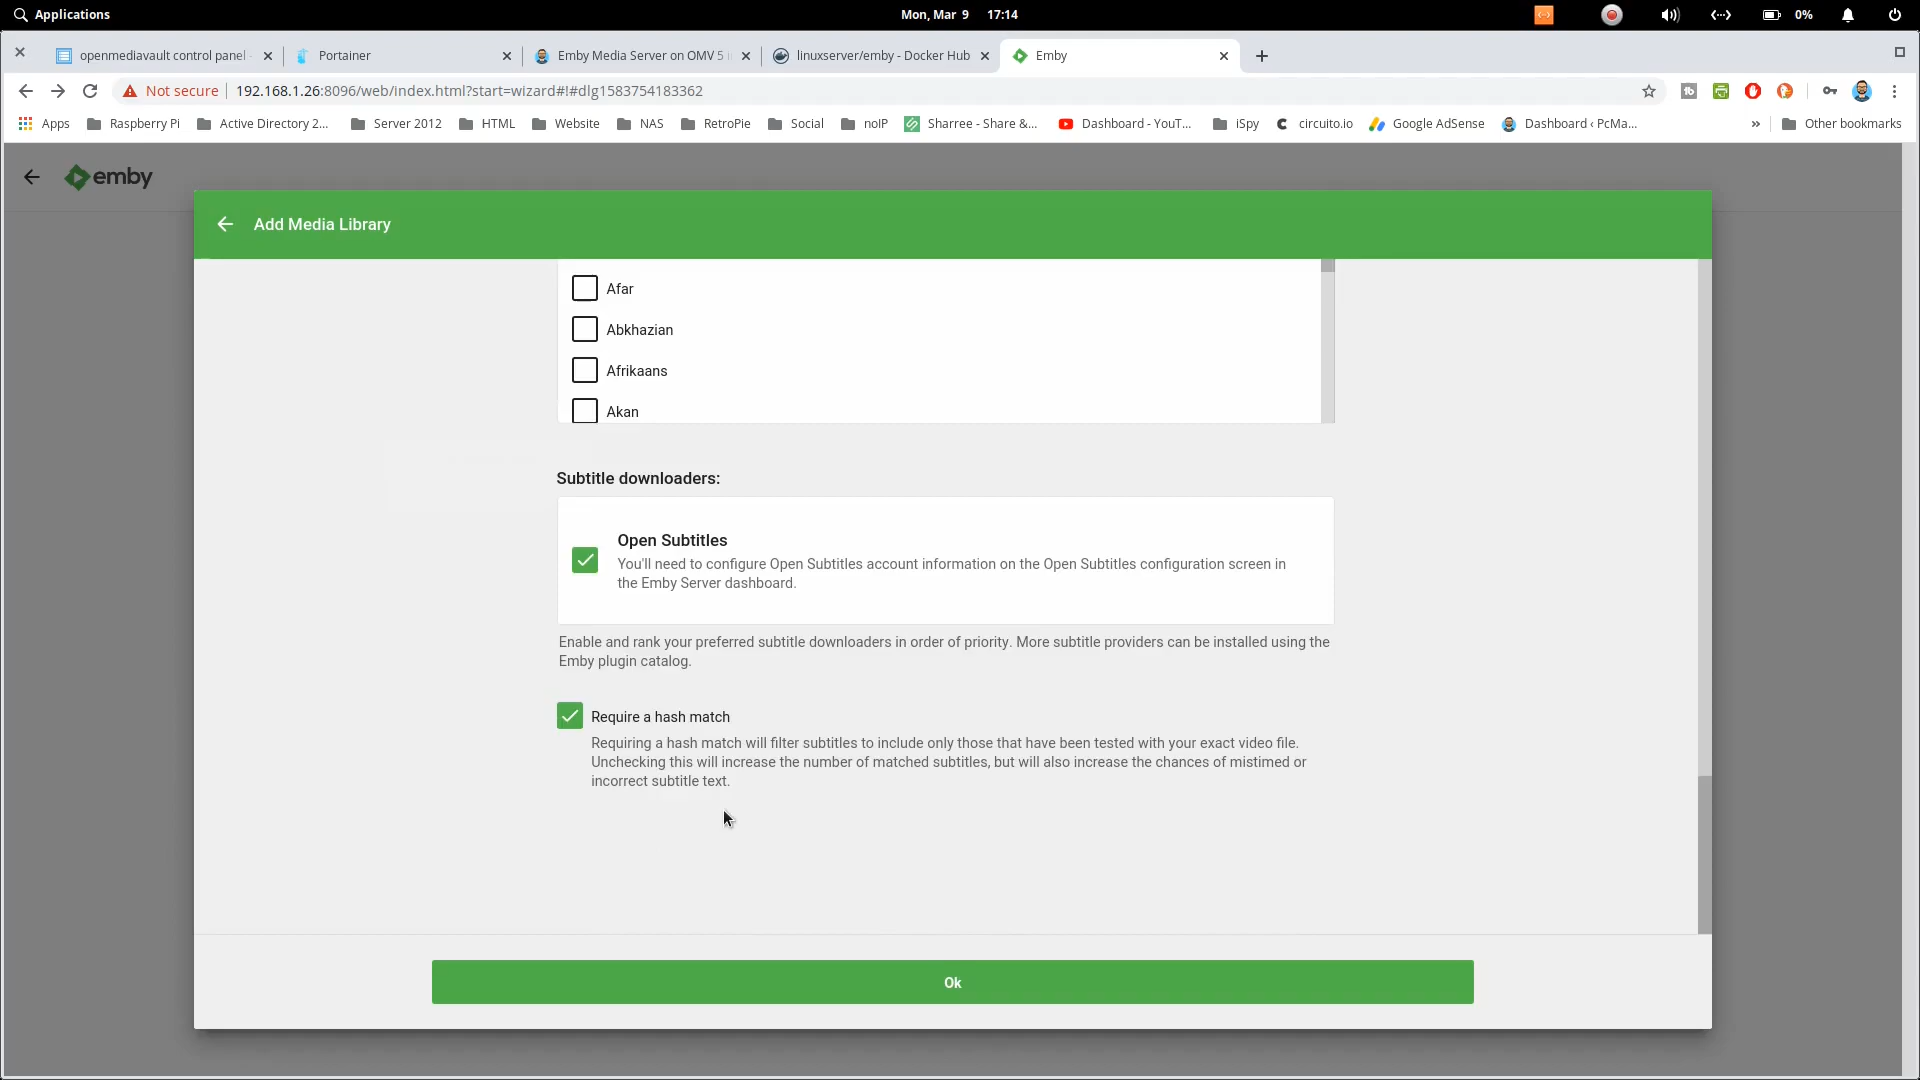 Applications
Mon, Mar 9 17:14
0%
openmediavault control panel -
Portainer
Emby Media Server on OMV 5 i
linuxserver/emby - Docker Hub
Emby
Not secure
192.168.1.26:8096/web/index.html?start=wizard#!#dlg1583754183362
Apps
Raspberry Pi
Active Directory 2...
Server 2012
HTML
Website
NAS
RetroPie
Social
noIP
Sharree - Share &...
Dashboard - YouT...
iSpy
circuito.io
Google AdSense
Dashboard ‹ PcMa...
»
Other bookmarks
emby
Add Media Library
Afar
Abkhazian
Afrikaans
Akan
Subtitle downloaders:
Open Subtitles
You'll need to configure Open Subtitles account information on the Open Subtitles configuration screen in
the Emby Server dashboard.
Enable and rank your preferred subtitle downloaders in order of priority. More subtitle providers can be installed using the
Emby plugin catalog.
Require a hash match
Requiring a hash match will filter subtitles to include only those that have been tested with your exact video file.
Unchecking this will increase the number of matched subtitles, but will also increase the chances of mistimed or
incorrect subtitle text.
Ok